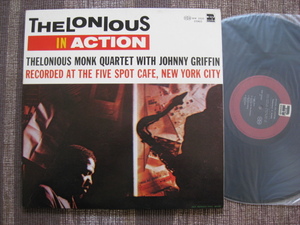 THELONIOUS
IN ACTION
THELONIOUS MONK QUARTET WITH JOHNNY GRIFFIN
RECORDED AT THE FIVE SPOT CAFE, NEW YORK CITY